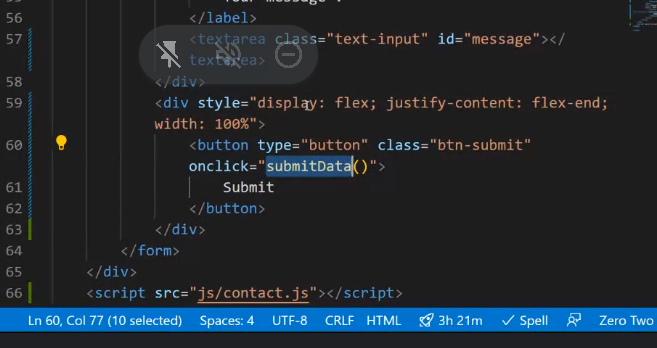 56 </label>
57 <textarea class="text-input" id="message"></
textarea>
58 </div>
59 <div style="display: flex; justify-content: flex-end;
width: 100%">
60 <button type="button" class="btn-submit"
onclick="submitData()">
61 Submit
62 </button>
63 </div>
64 </form>
65 </div>
66 <script src="js/contact.js"></script>
Ln 60, Col 77 (10 selected) Spaces: 4 UTF-8 CRLF HTML 3h 21m Spell Zero Two